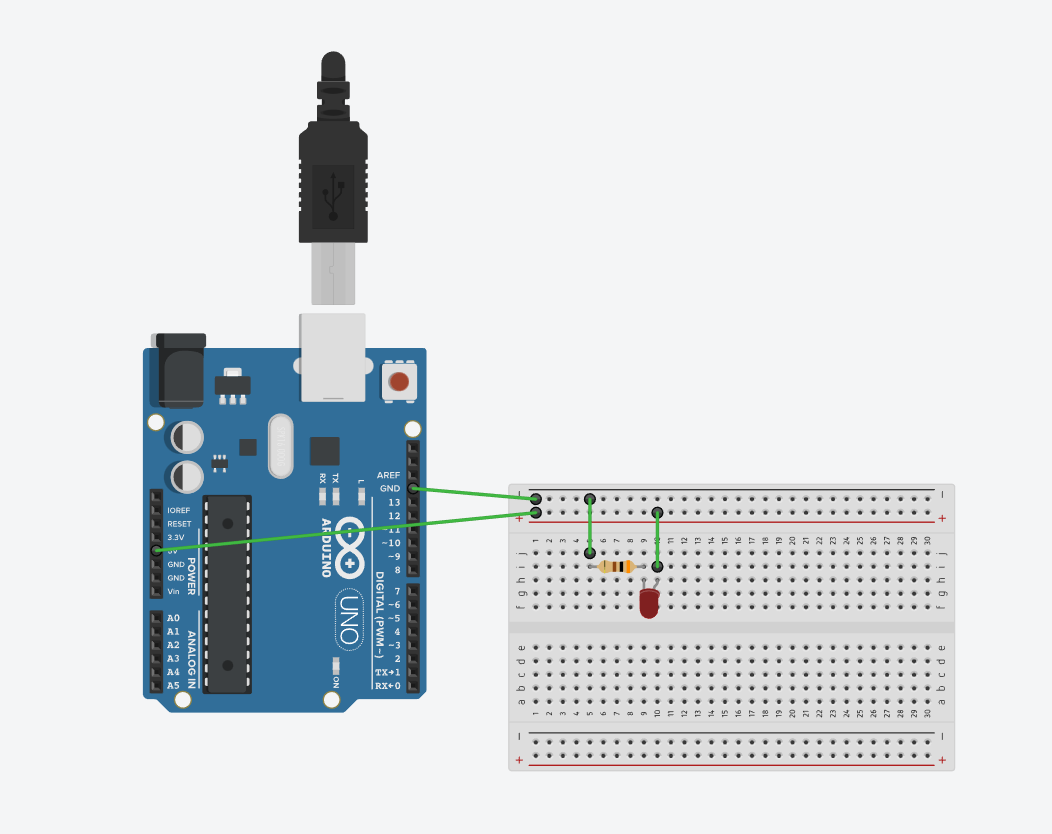 RX
TX
L
AREF
GND
13
12
~11
~10
~9
8
7
~6
~5
4
~3
2
TX→1
RX←0
DIGITAL (PWM~)
IOREF
RESET
3.3V
5V
GND
GND
Vin
POWER
A0
A1
A2
A3
A4
A5
ANALOG IN
ARDUINO
UNO
ON
- -
+ +
1 2 3 4 5 6 7 8 9 10 11 12 13 14 15 16 17 18 19 20 21 22 23 24 25 26 27 28 29 30
j j
i i
h h
g g
f f
e e
d d
c c
b b
a a
1 2 3 4 5 6 7 8 9 10 11 12 13 14 15 16 17 18 19 20 21 22 23 24 25 26 27 28 29 30
- -
+ +